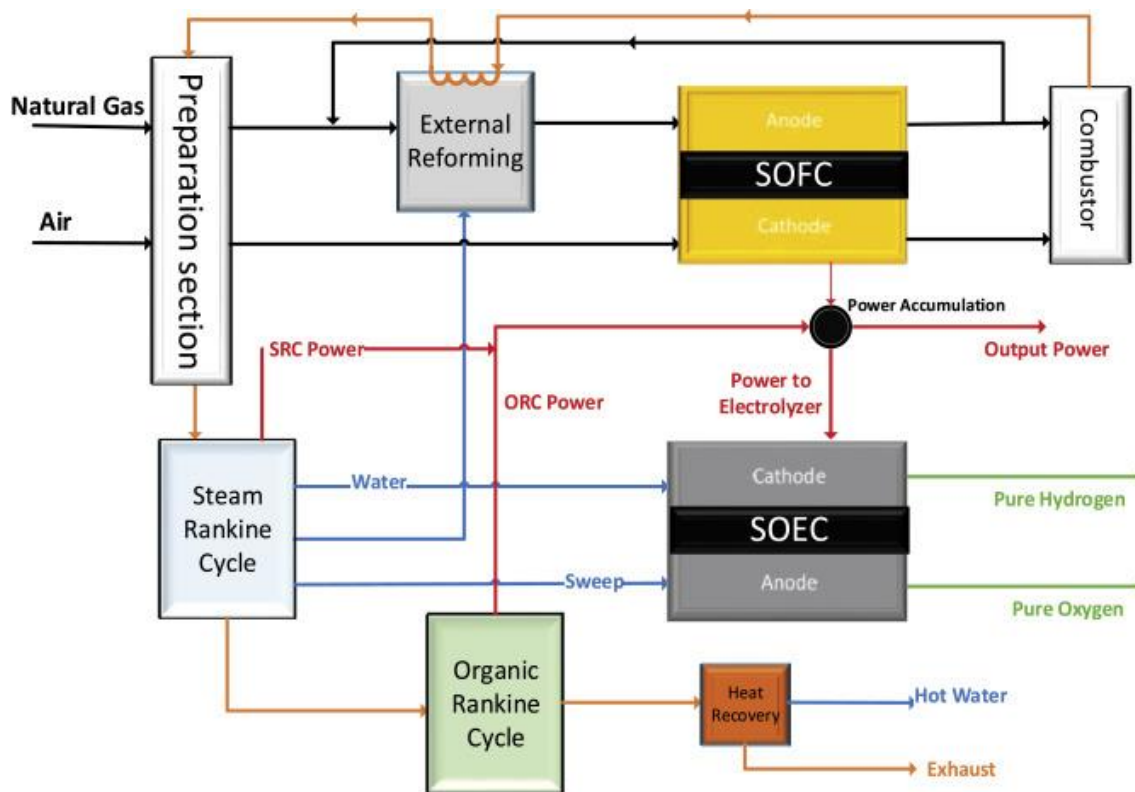 Natural Gas
Air
Preparation section
External
Reforming
Anode
SOFC
Cathode
Combustor
Power Accumulation
SRC Power
Output Power
ORC Power
Power to
Electrolyzer
Steam
Rankine
Cycle
Water
Sweep
Cathode
SOEC
Anode
Pure Hydrogen
Pure Oxygen
Organic
Rankine
Cycle
Heat
Recovery
Hot Water
Exhaust